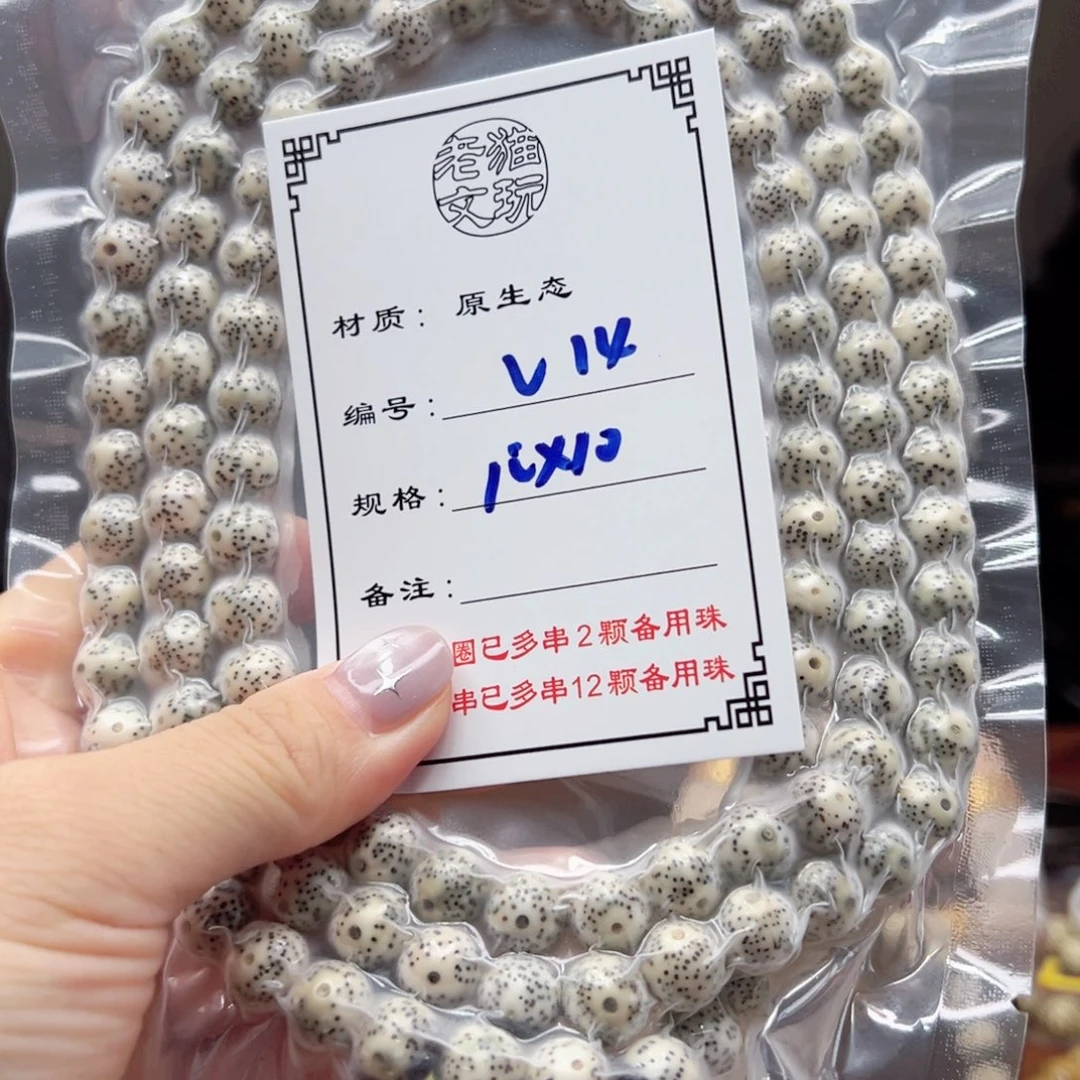 老猫
文玩
材质：原生态
编号：V14
规格：10X10
备注：
圈已多串2颗备用珠
串已多串12颗备用珠